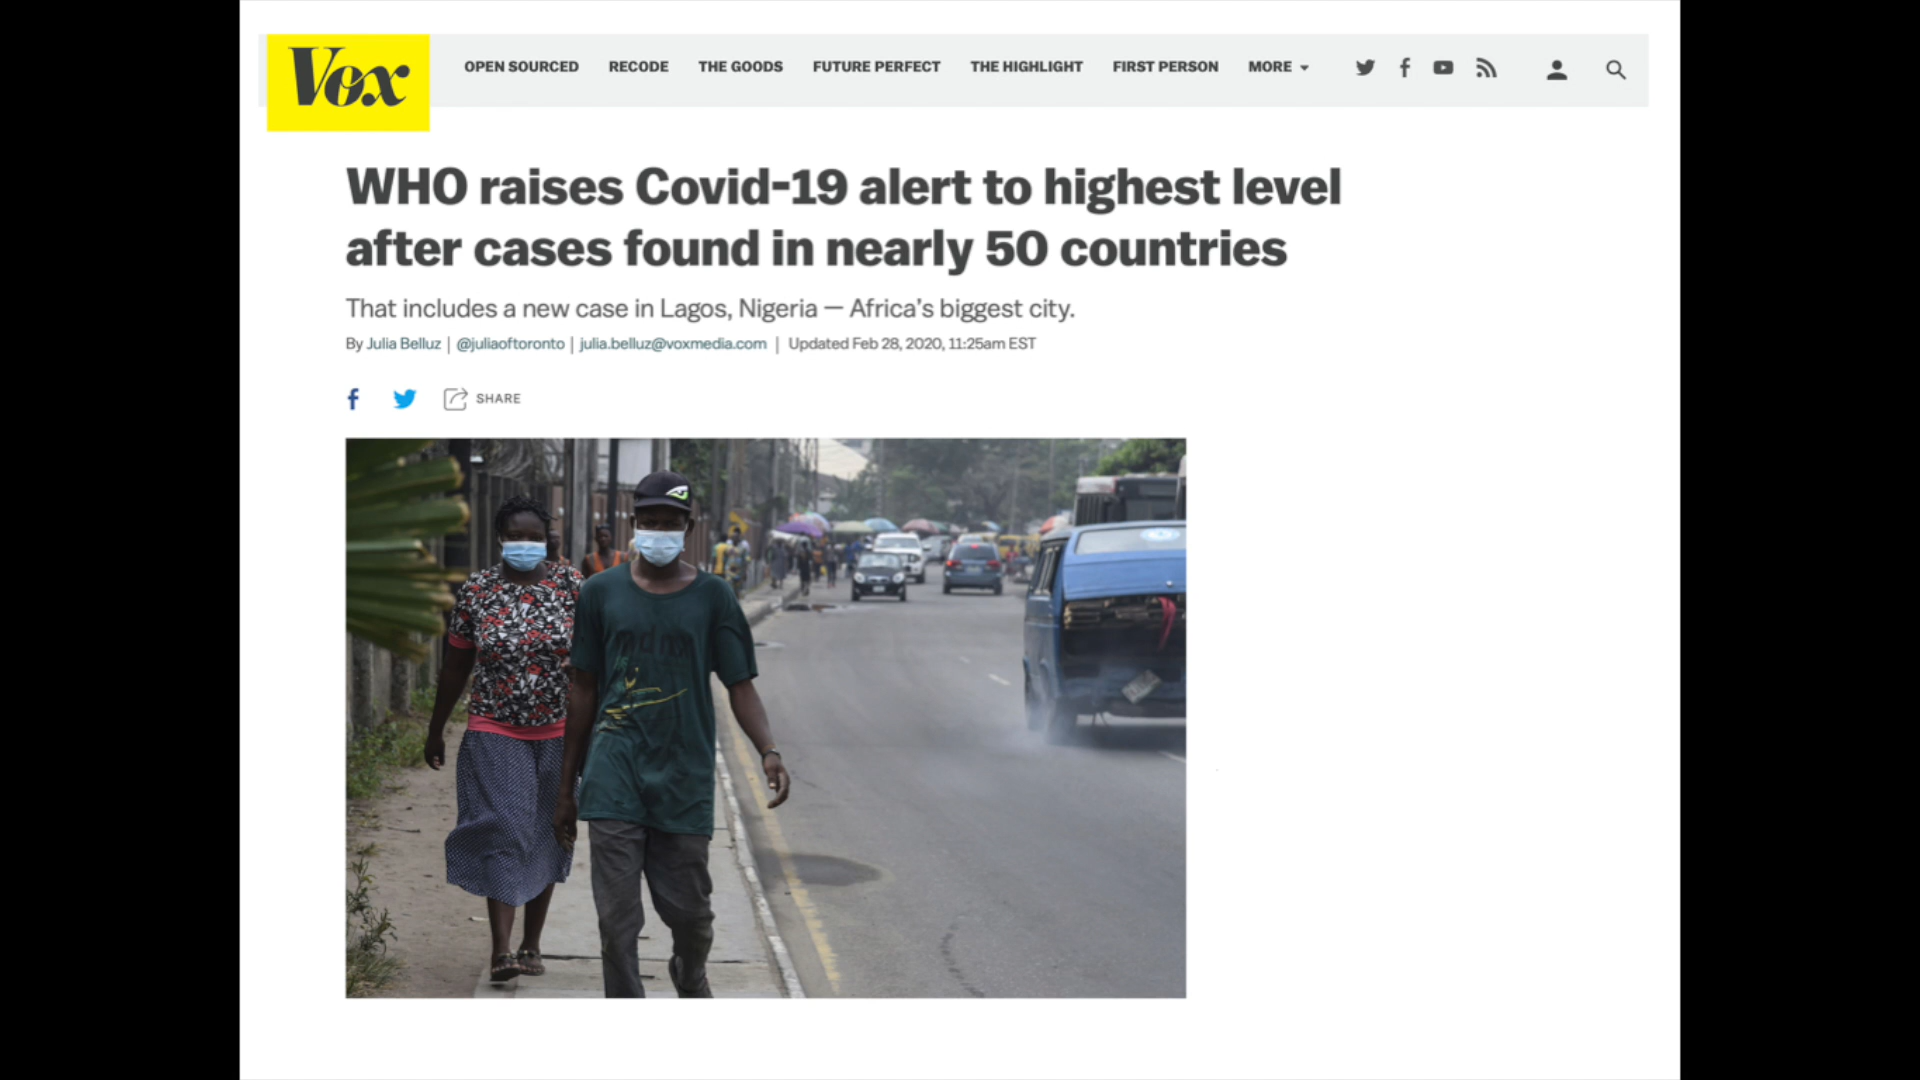 Vox
OPEN SOURCED RECODE THE GOODS FUTURE PERFECT THE HIGHLIGHT FIRST PERSON MORE
WHO raises Covid-19 alert to highest level
after cases found in nearly 50 countries
That includes a new case in Lagos, Nigeria — Africa's biggest city.
By Julia Belluz | @juliaoftoronto | julia.belluz@voxmedia.com | Updated Feb 28, 2020, 11:25am EST
SHARE